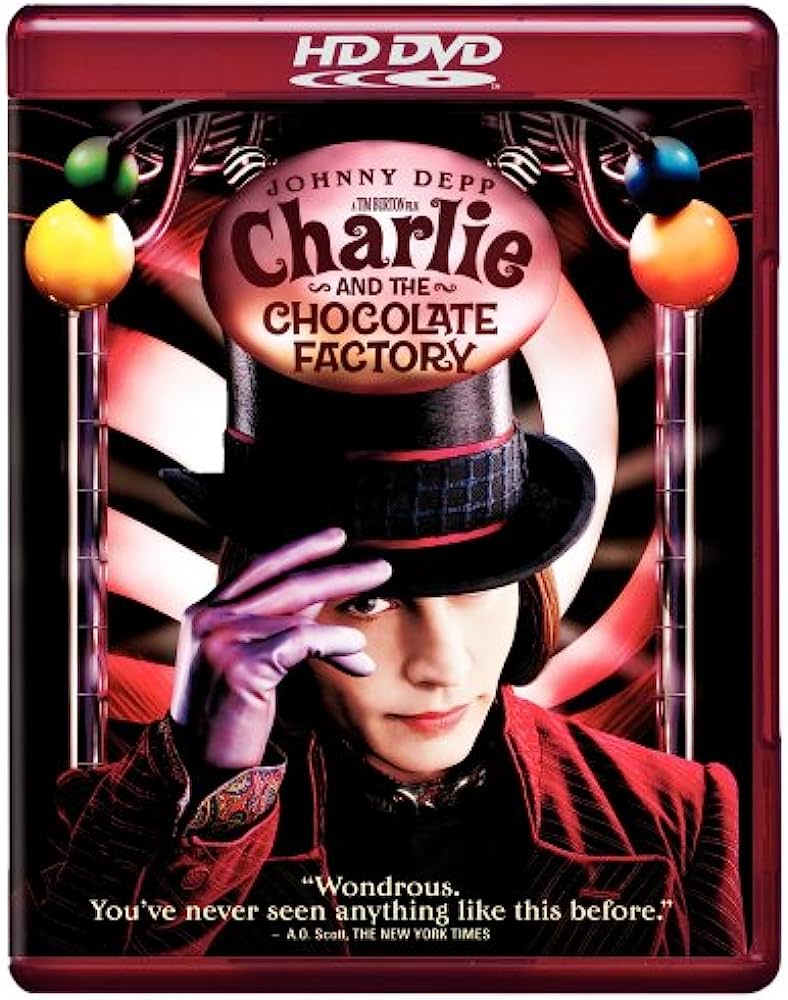 HD DVD
JOHNNY DEPP
A TIM BURTON FILM
Charlie
AND THE
CHOCOLATE
FACTORY
“Wondrous.
You’ve never seen anything like this before.”
– A.O. Scott, THE NEW YORK TIMES